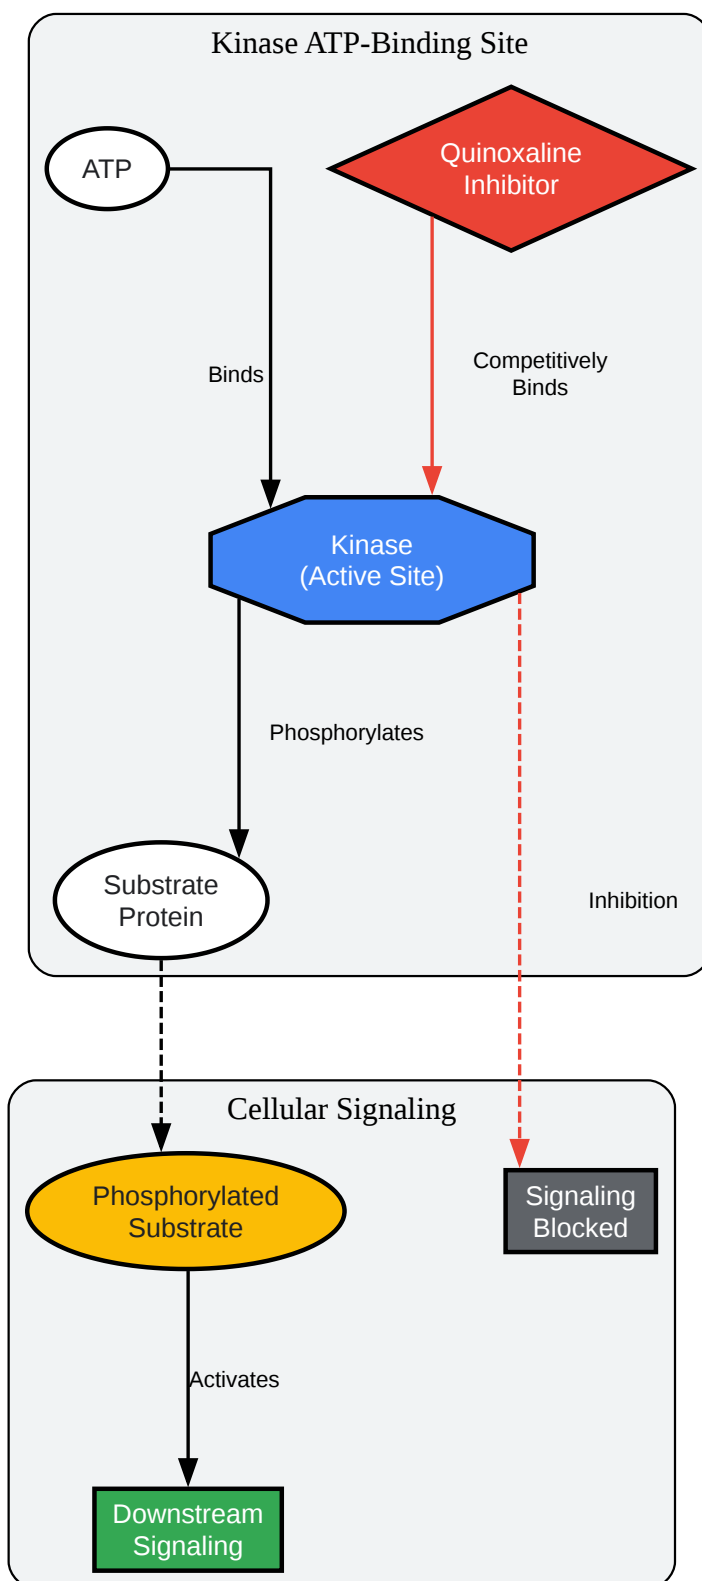 Kinase ATP-Binding Site
ATP
Quinoxaline
Inhibitor
Binds
Competitively
Binds
Kinase
(Active Site)
Phosphorylates
Substrate
Protein
Inhibition
Cellular Signaling
Phosphorylated
Substrate
Signaling
Blocked
Activates
Downstream
Signaling